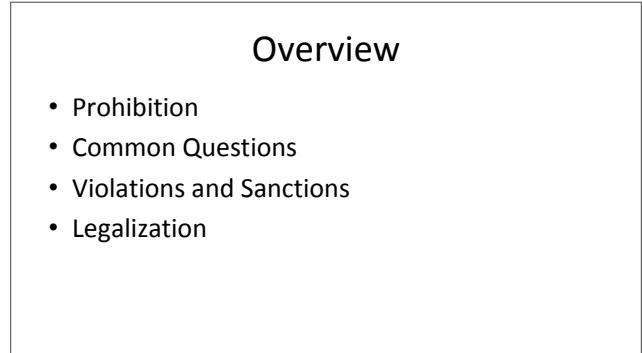 Overview
• Prohibition
• Common Questions
• Violations and Sanctions
• Legalization